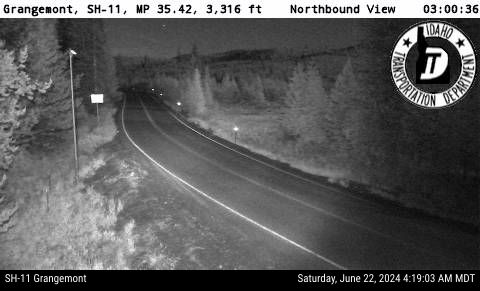 Grangemont, SH-11, MP 35.42, 3,316 ft Northbound View 03:00:36
IDAHO
TRANSPORTATION DEPARTMENT
SH-11 Grangemont Saturday, June 22, 2024 4:19:03 AM MDT